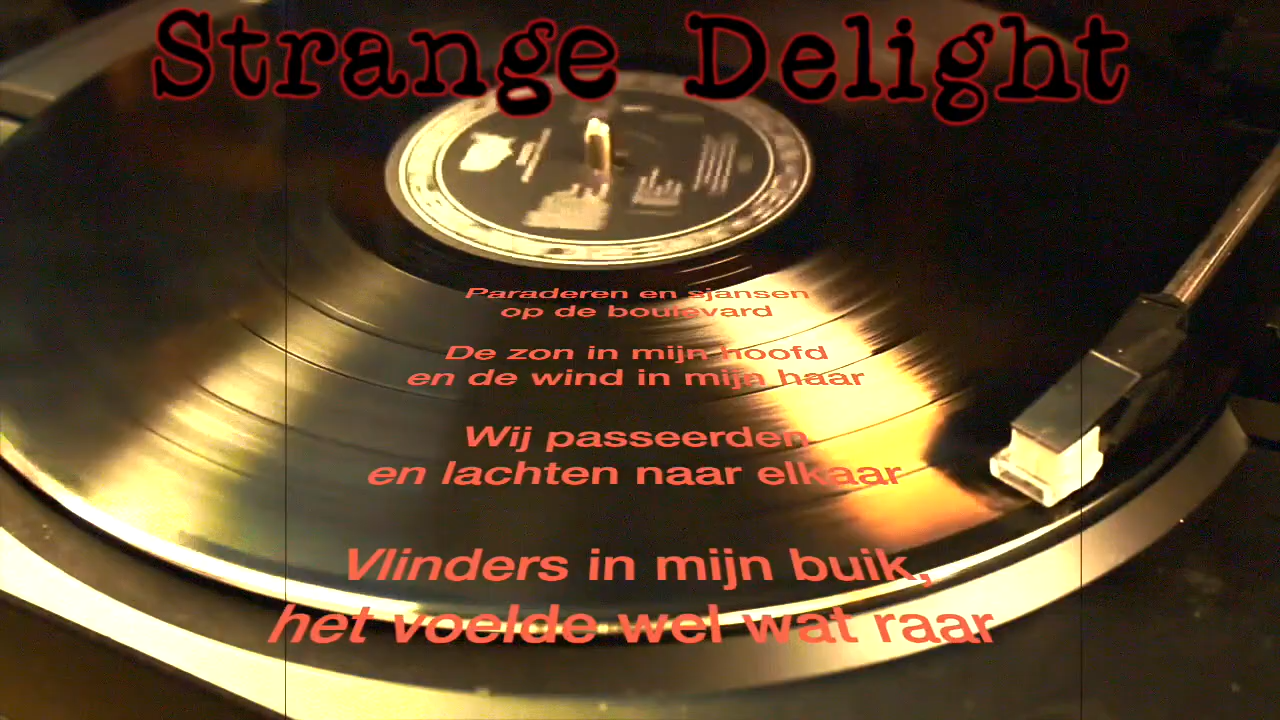 Strange Delight
Paraderen en sjansen
op de boulevard
De zon in mijn hoofd
en de wind in mijn haar
Wij passeerden
en lachten naar elkaar
Vlinders in mijn buik,
het voelde wel wat raar